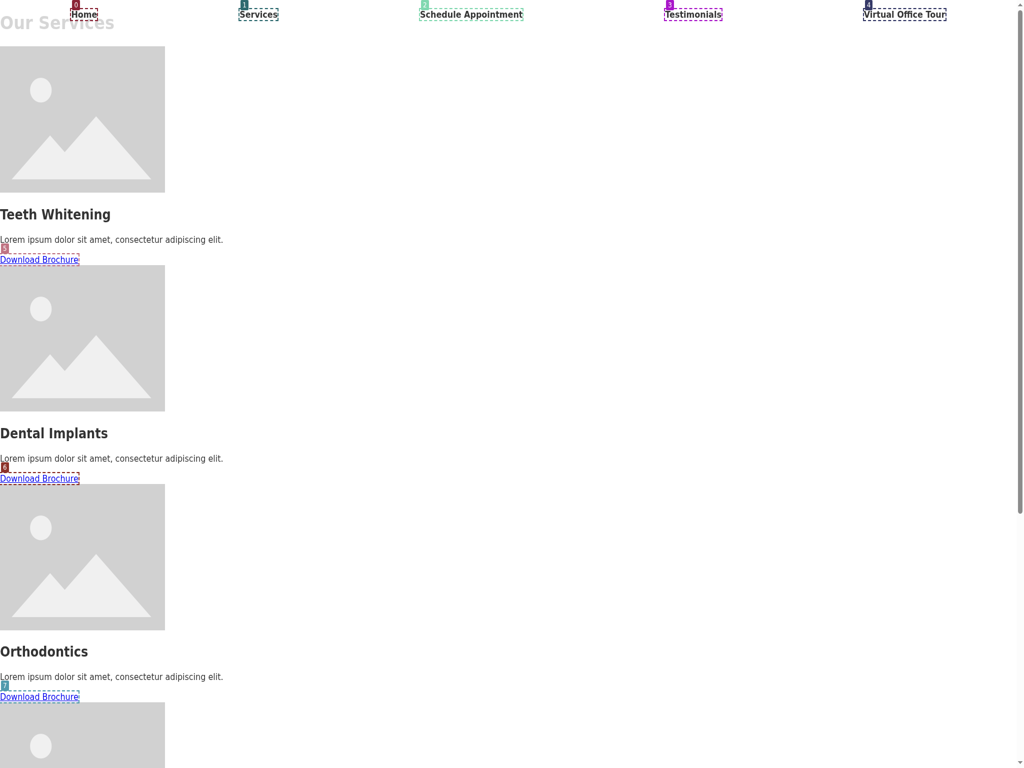 0 1 2 3 4
Home Services Schedule Appointment Testimonials Virtual Office Tour
Our Services
Teeth Whitening
Lorem ipsum dolor sit amet, consectetur adipiscing elit.
5
Download Brochure
Dental Implants
Lorem ipsum dolor sit amet, consectetur adipiscing elit.
6
Download Brochure
Orthodontics
Lorem ipsum dolor sit amet, consectetur adipiscing elit.
7
Download Brochure